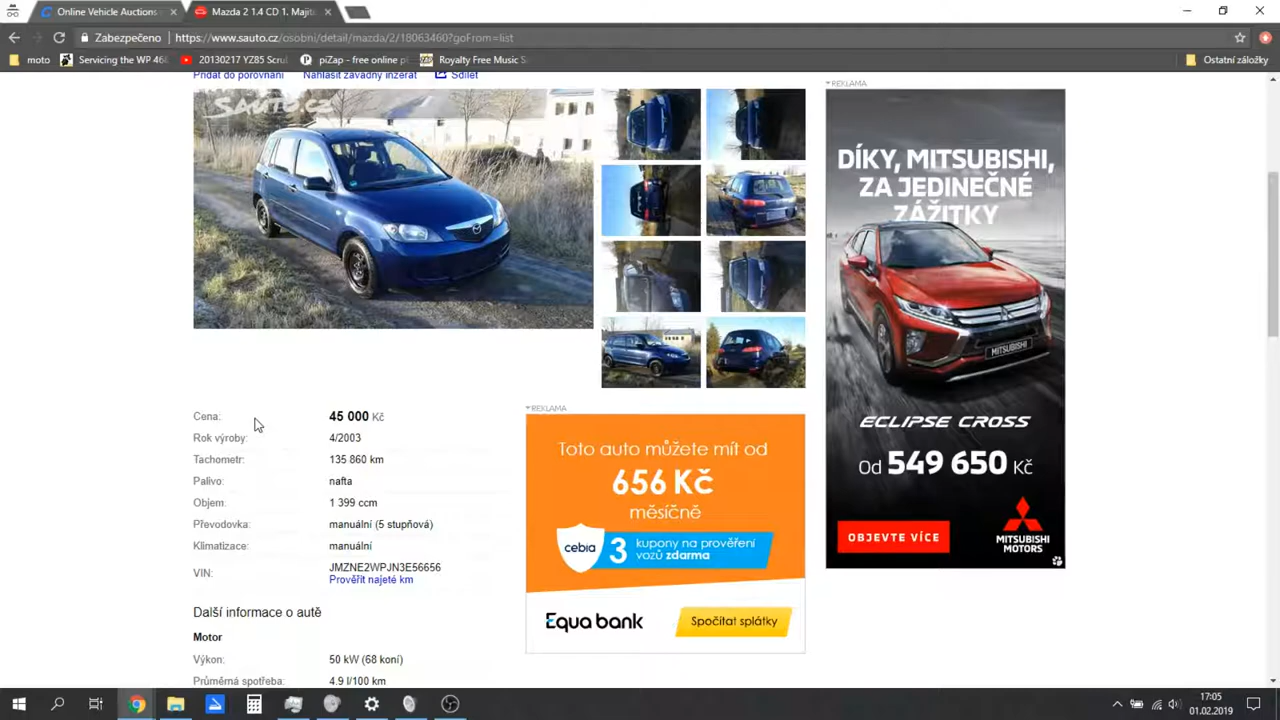 Online Vehicle Auctions
Mazda 2 1.4 CD 1. Majit
Zabezpečeno
https://www.sauto.cz/osobni/detail/mazda/2/18063460?goFrom=list
moto
Servicing the WP 46
20130217 YZ85 Scru
piZap - free online p
Royalty Free Music S
Ostatní záložky
Přidat do porovnání
Nahlásit závadný inzerát
Sdílet
SAUTO.CZ
REKLAMA
DÍKY, MITSUBISHI,
ZA JEDINEČNÉ
ZÁŽITKY
MITSUBISHI
ECLIPSE CROSS
Od 549 650 Kč
OBJEVTE VÍCE
MITSUBISHI
MOTORS
Cena: 45 000 Kč
Rok výroby: 4/2003
Tachometr: 135 860 km
Palivo: nafta
Objem: 1 399 ccm
Převodovka: manuální (5 stupňová)
Klimatizace: manuální
VIN: JMZNE2WPJN3E56656
Prověřit najeté km
REKLAMA
Toto auto můžete mít od
656 Kč
měsíčně
cebia
3 kupony na prověření
vozů zdarma
Equa bank
Spočítat splátky
Další informace o autě
Motor
Výkon: 50 kW (68 koní)
Průměrná spotřeba: 4.9 l/100 km
17:05
01.02.2019